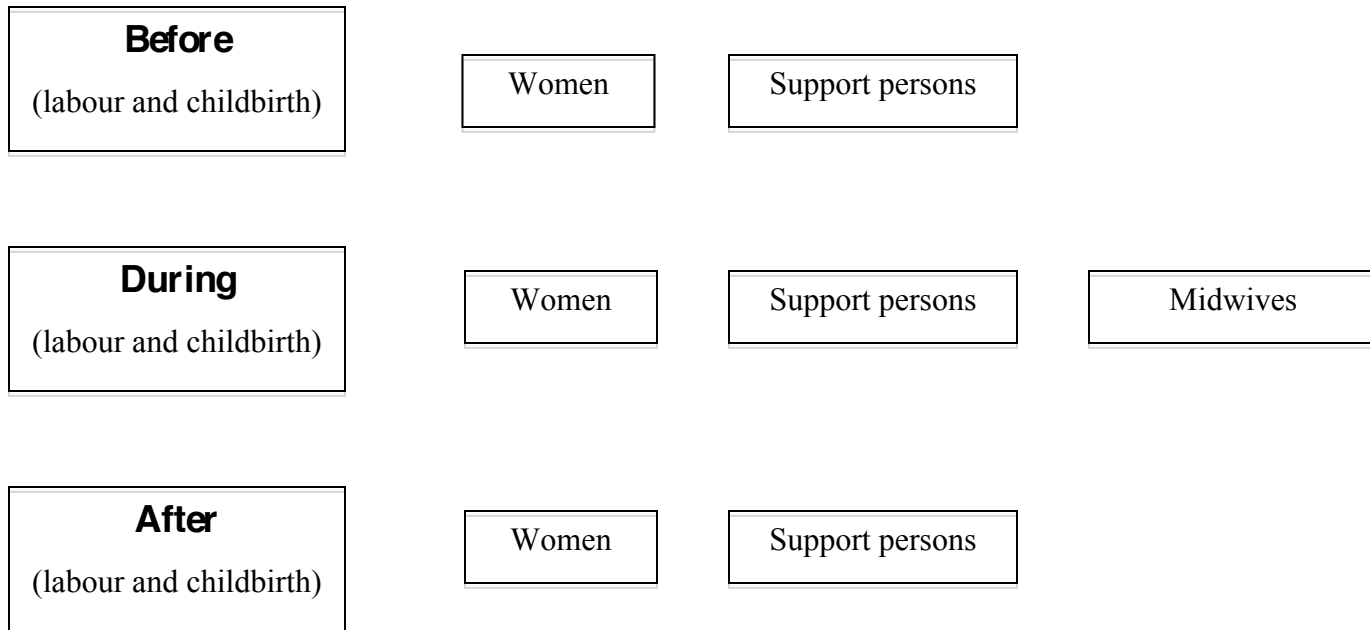 Before
(labour and childbirth)
Women
Support persons
During
(labour and childbirth)
Women
Support persons
Midwives
After
(labour and childbirth)
Women
Support persons